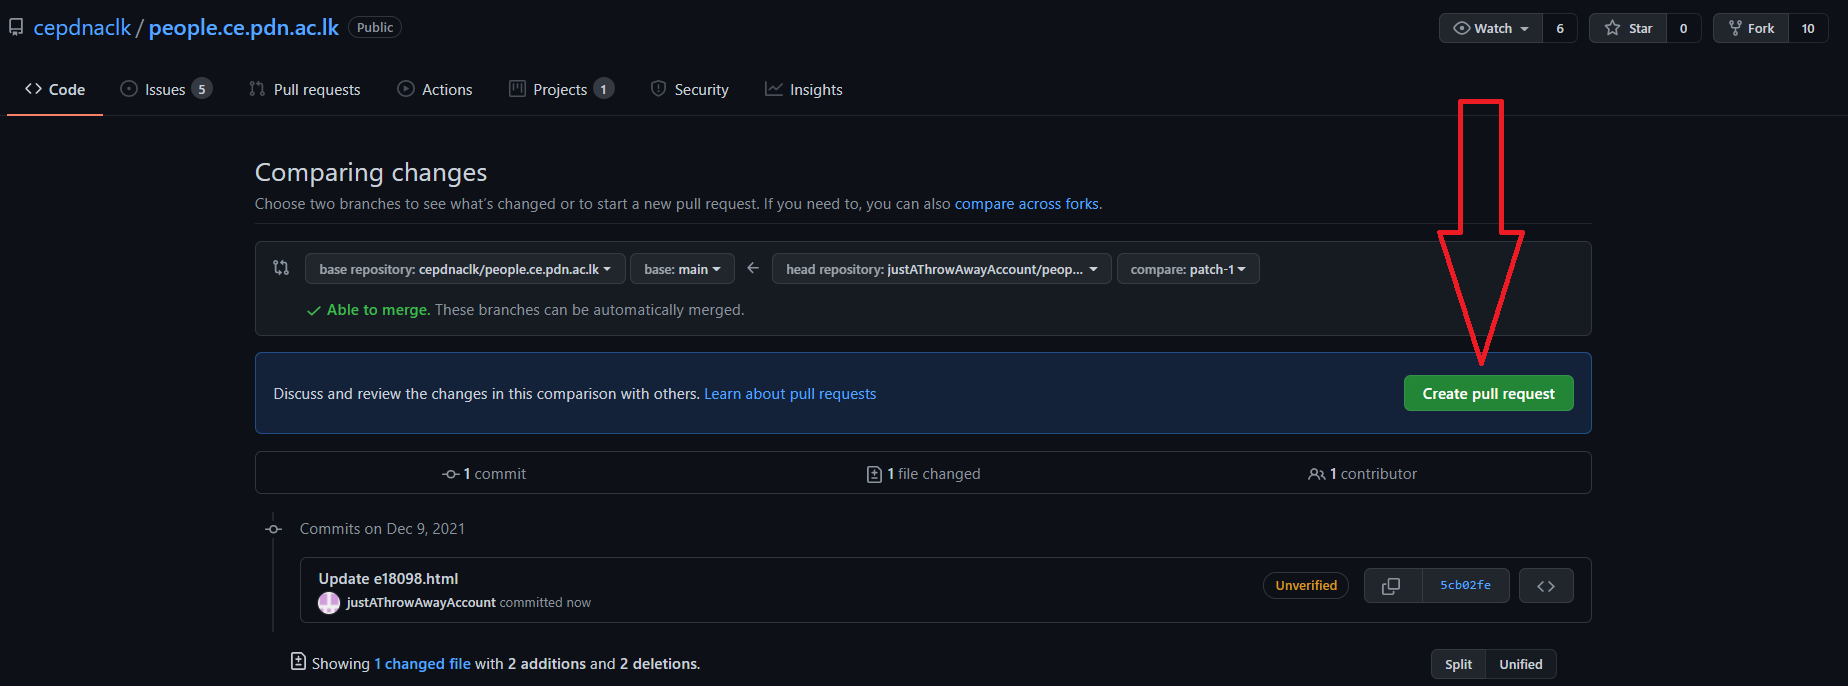 cepdnaclk / people.ce.pdn.ac.lk Public Watch 6 Star 0 Fork 10
Code Issues 5 Pull requests Actions Projects 1 Security Insights
Comparing changes
Choose two branches to see what's changed or to start a new pull request. If you need to, you can also compare across forks.
base repository: cepdnaclk/people.ce.pdn.ac.lk base: main head repository: justAThrowAwayAccount/peop... compare: patch-1
Able to merge. These branches can be automatically merged.
Discuss and review the changes in this comparison with others. Learn about pull requests Create pull request
1 commit 1 file changed 1 contributor
Commits on Dec 9, 2021
Update e18098.html
justAThrowAwayAccount committed now Unverified 5cb02fe
Showing 1 changed file with 2 additions and 2 deletions. Split Unified